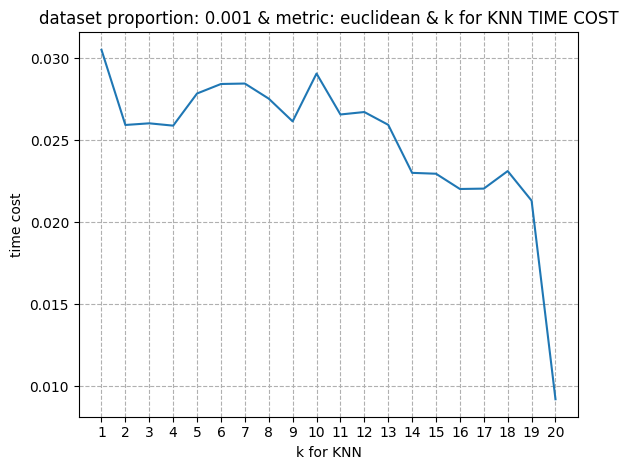 dataset proportion: 0.001 & metric: euclidean & k for KNN TIME COST
0.030
0.025
0.020
0.015
0.010
time cost
1 2 3 4 5 6 7 8 9 10 11 12 13 14 15 16 17 18 19 20
k for KNN